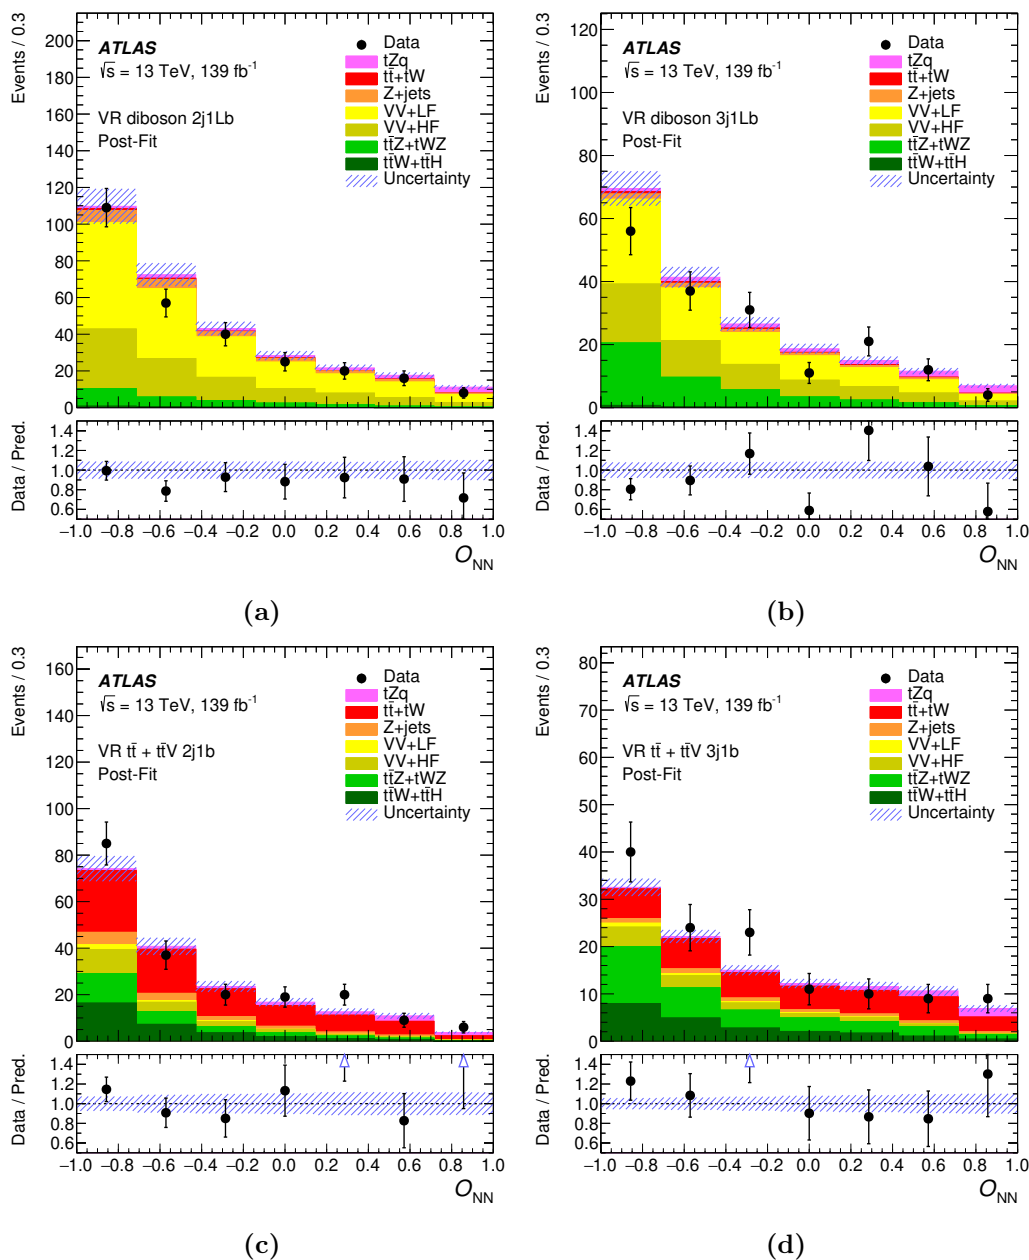 Events / 0.3
200
180
160
140
120
100
80
60
40
20
0
ATLAS
√s = 13 TeV, 139 fb⁻¹
VR diboson 2j1Lb
Post-Fit
Data
tZq
tt̄+tW
Z+jets
VV+LF
VV+HF
tt̄Z+tWZ
tt̄W+tt̄H
Uncertainty
Data / Pred.
1.4
1.2
1.0
0.8
0.6
−1.0 −0.8 −0.6 −0.4 −0.2 0.0 0.2 0.4 0.6 0.8 1.0
O_NN
(a)
Events / 0.3
120
100
80
60
40
20
0
ATLAS
√s = 13 TeV, 139 fb⁻¹
VR diboson 3j1Lb
Post-Fit
Data
tZq
tt̄+tW
Z+jets
VV+LF
VV+HF
tt̄Z+tWZ
tt̄W+tt̄H
Uncertainty
Data / Pred.
1.4
1.2
1.0
0.8
0.6
−1.0 −0.8 −0.6 −0.4 −0.2 0.0 0.2 0.4 0.6 0.8 1.0
O_NN
(b)
Events / 0.3
160
140
120
100
80
60
40
20
0
ATLAS
√s = 13 TeV, 139 fb⁻¹
VR tt̄ + tt̄V 2j1b
Post-Fit
Data
tZq
tt̄+tW
Z+jets
VV+LF
VV+HF
tt̄Z+tWZ
tt̄W+tt̄H
Uncertainty
Data / Pred.
1.4
1.2
1.0
0.8
0.6
−1.0 −0.8 −0.6 −0.4 −0.2 0.0 0.2 0.4 0.6 0.8 1.0
O_NN
(c)
Events / 0.3
80
70
60
50
40
30
20
10
0
ATLAS
√s = 13 TeV, 139 fb⁻¹
VR tt̄ + tt̄V 3j1b
Post-Fit
Data
tZq
tt̄+tW
Z+jets
VV+LF
VV+HF
tt̄Z+tWZ
tt̄W+tt̄H
Uncertainty
Data / Pred.
1.4
1.2
1.0
0.8
0.6
−1.0 −0.8 −0.6 −0.4 −0.2 0.0 0.2 0.4 0.6 0.8 1.0
O_NN
(d)